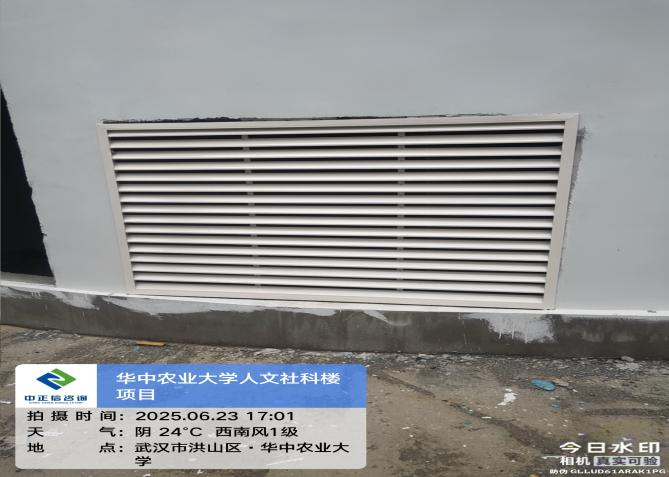 中正信咨询
华中农业大学人文社科楼
项目
拍摄时间：2025.06.23 17:01
天　　气：阴 24°C 西南风1级
地　　点：武汉市洪山区·华中农业大
学
今日水印
相机 真实可验
防伪 GLLUD61ARAK1PG